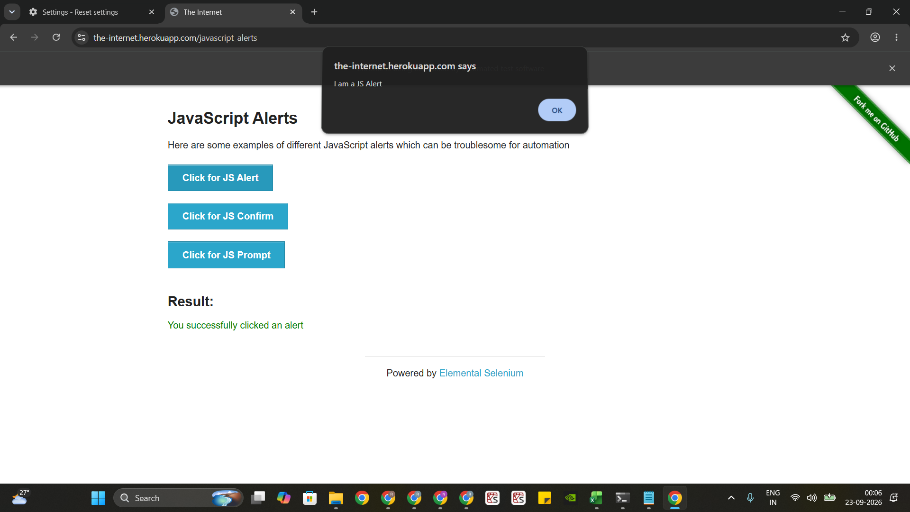 Settings - Reset settings
The Internet
the-internet.herokuapp.com/javascript_alerts
the-internet.herokuapp.com says
I am a JS Alert
OK
Fork me on GitHub
JavaScript Alerts
Here are some examples of different JavaScript alerts which can be troublesome for automation
Click for JS Alert
Click for JS Confirm
Click for JS Prompt
Result:
You successfully clicked an alert
Powered by Elemental Selenium
27°
Search
ENG
IN
00:06
23-09-2026